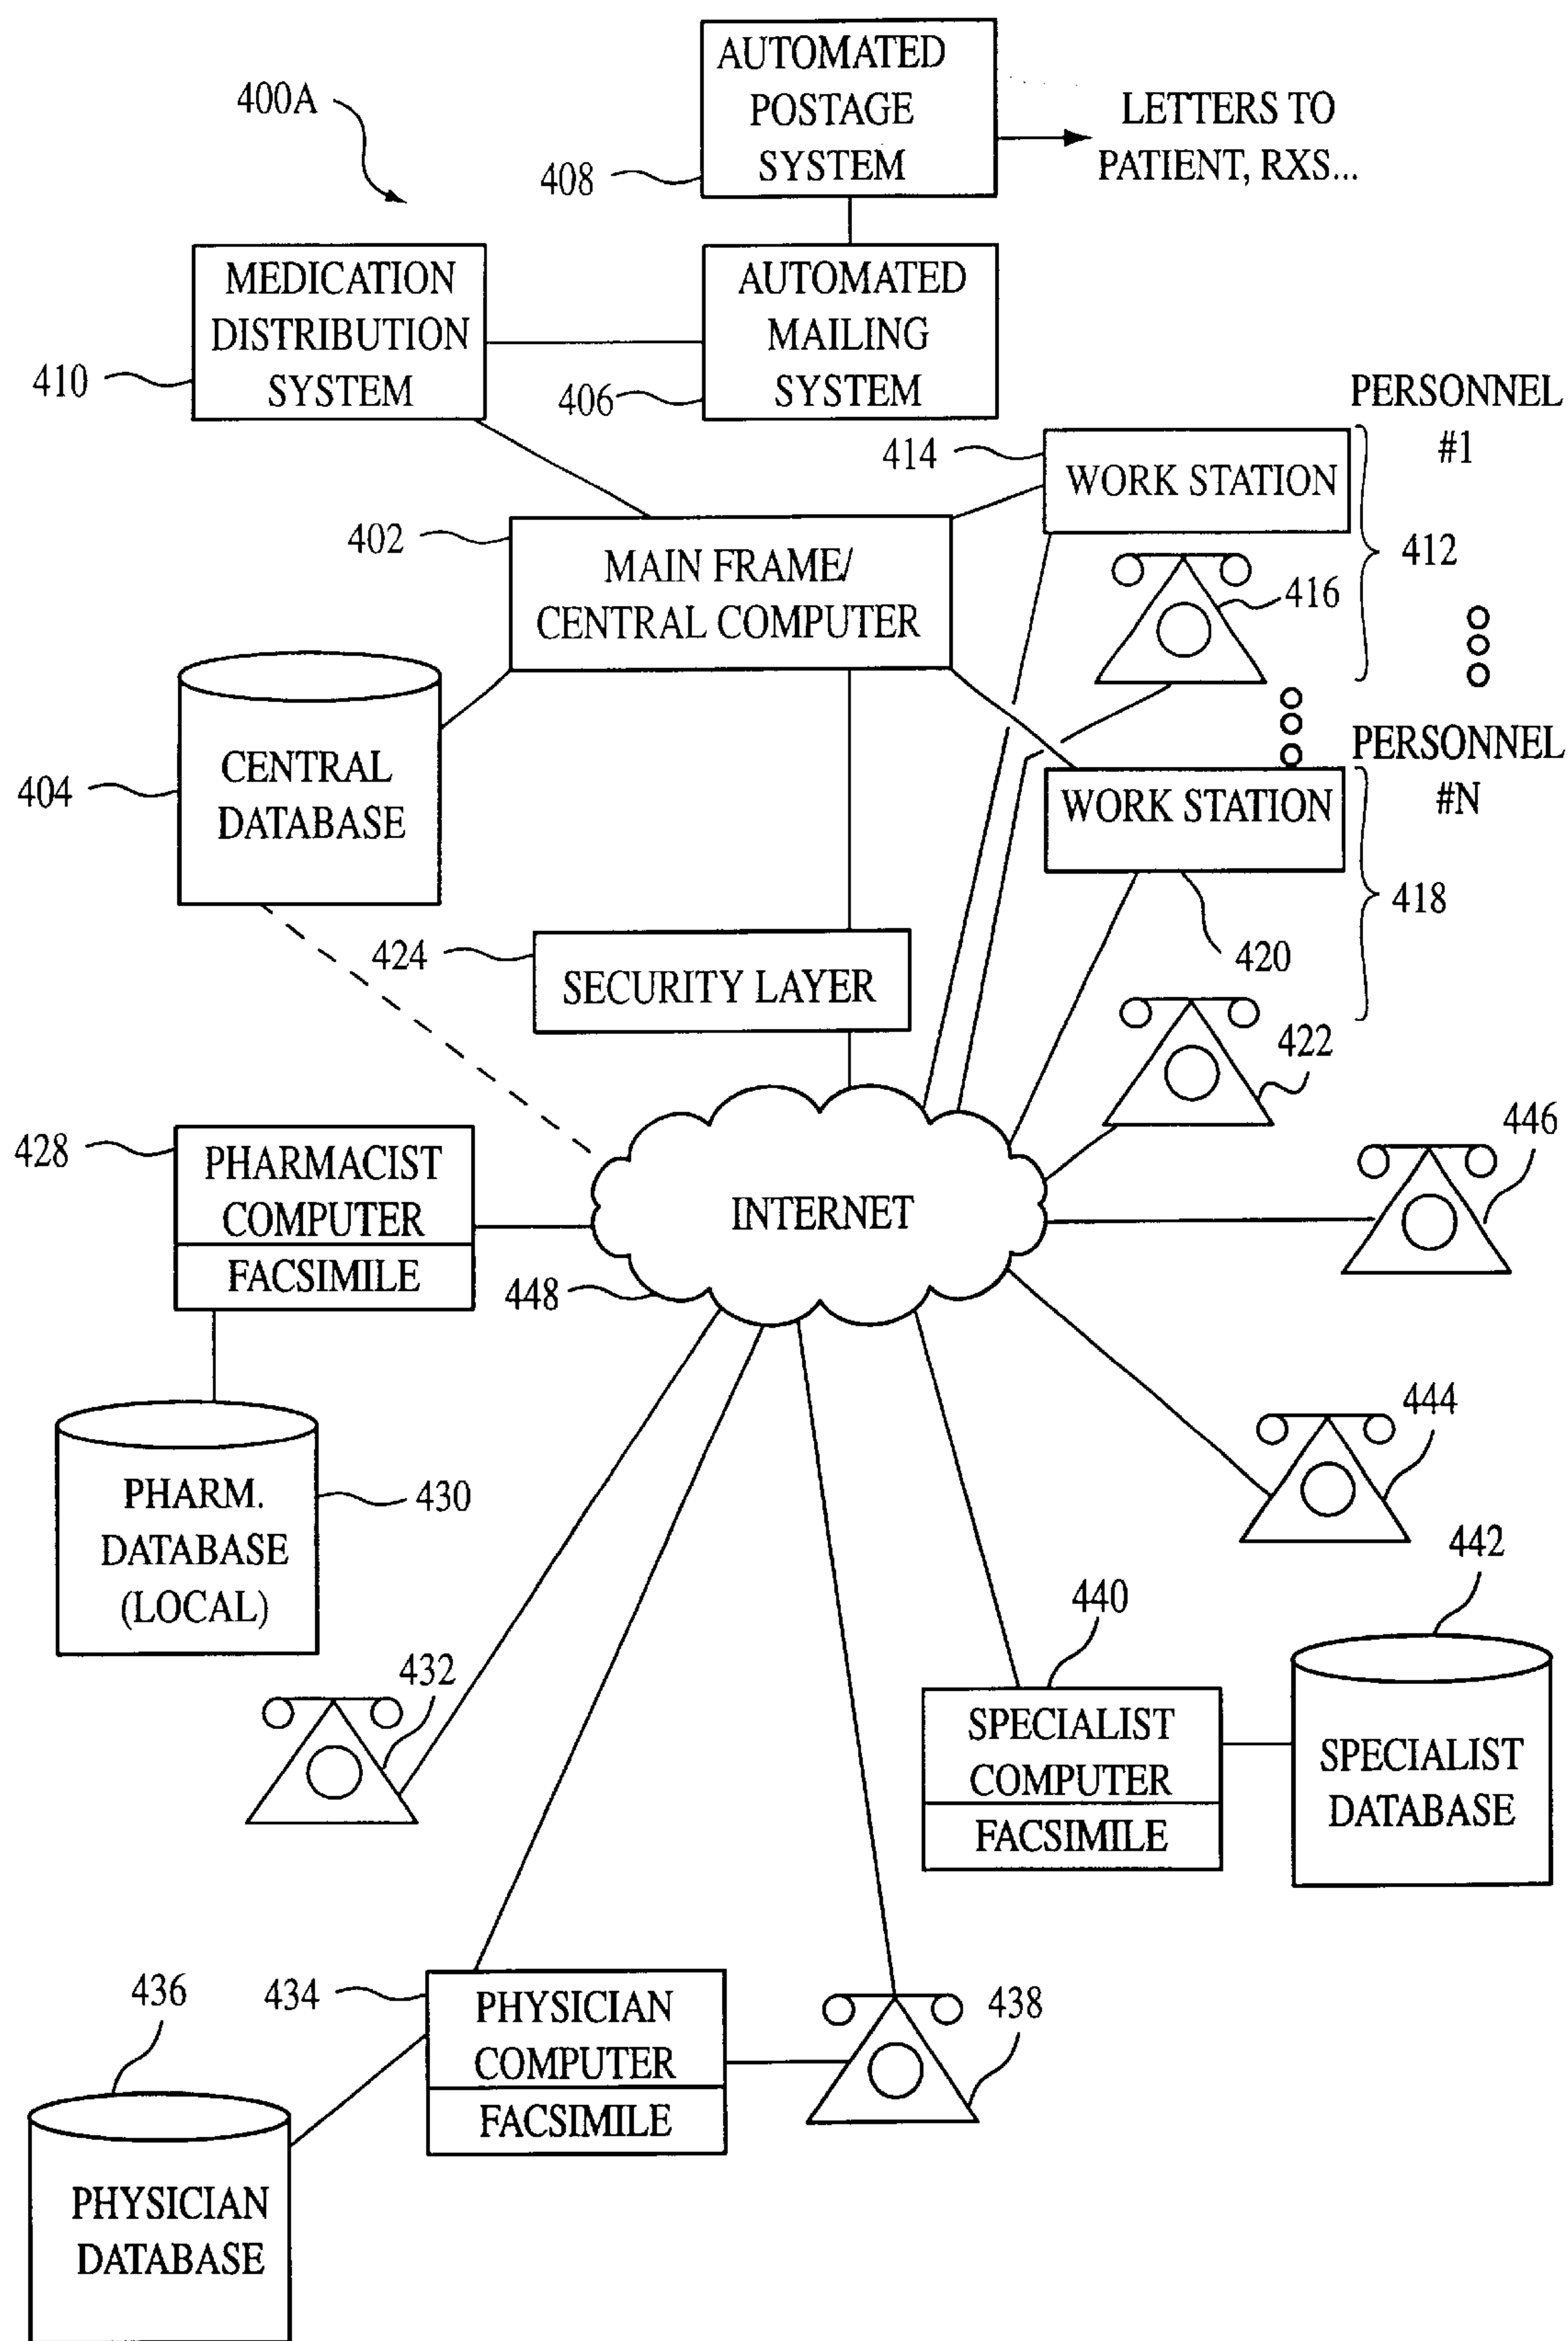 400A
AUTOMATED
POSTAGE
SYSTEM
408
LETTERS TO
PATIENT, RXS...
MEDICATION
DISTRIBUTION
SYSTEM
410
AUTOMATED
MAILING
SYSTEM
406
PERSONNEL
#1
414
WORK STATION
412
416
402
MAIN FRAME/
CENTRAL COMPUTER
404
CENTRAL
DATABASE
PERSONNEL
#N
WORK STATION
418
420
422
424
SECURITY LAYER
446
428
PHARMACIST
COMPUTER
FACSIMILE
INTERNET
448
444
PHARM.
DATABASE
(LOCAL)
430
432
440
442
SPECIALIST
COMPUTER
FACSIMILE
SPECIALIST
DATABASE
436
434
PHYSICIAN
COMPUTER
FACSIMILE
438
PHYSICIAN
DATABASE